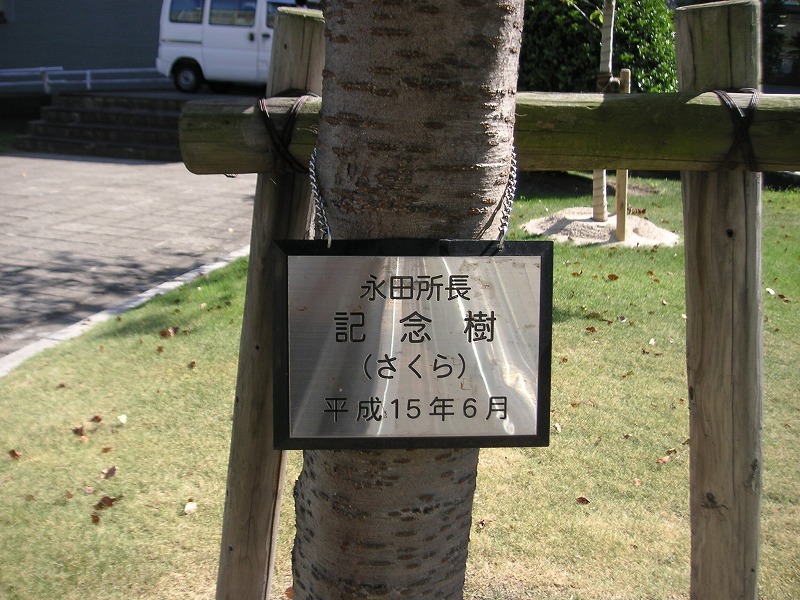 永田所長
記念樹
(さくら)
平成15年6月